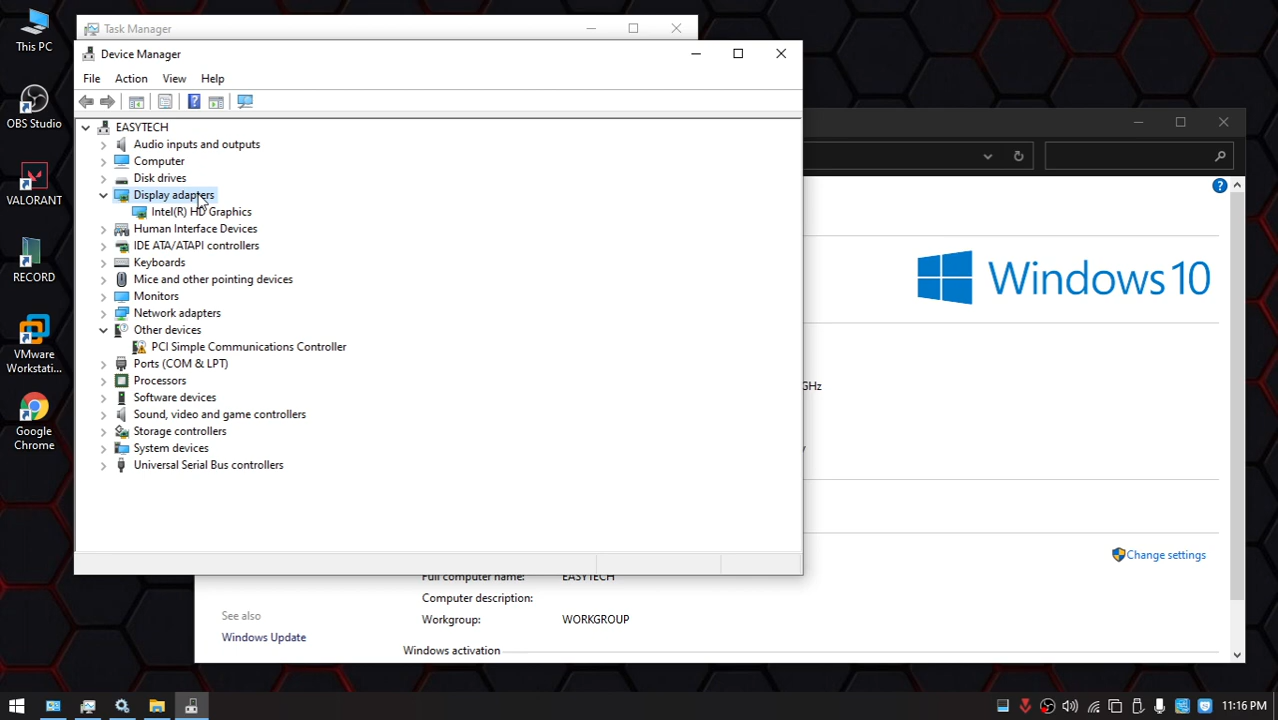 This PC
OBS Studio
VALORANT
RECORD
VMware
Workstati...
Google
Chrome
Task Manager
Device Manager
File Action View Help
EASYTECH
Audio inputs and outputs
Computer
Disk drives
Display adapters
Intel(R) HD Graphics
Human Interface Devices
IDE ATA/ATAPI controllers
Keyboards
Mice and other pointing devices
Monitors
Network adapters
Other devices
PCI Simple Communications Controller
Ports (COM & LPT)
Processors
Software devices
Sound, video and game controllers
Storage controllers
System devices
Universal Serial Bus controllers
Windows 10
GHz
Change settings
Full computer name: EASYTECH
Computer description:
Workgroup: WORKGROUP
Windows activation
See also
Windows Update
11:16 PM